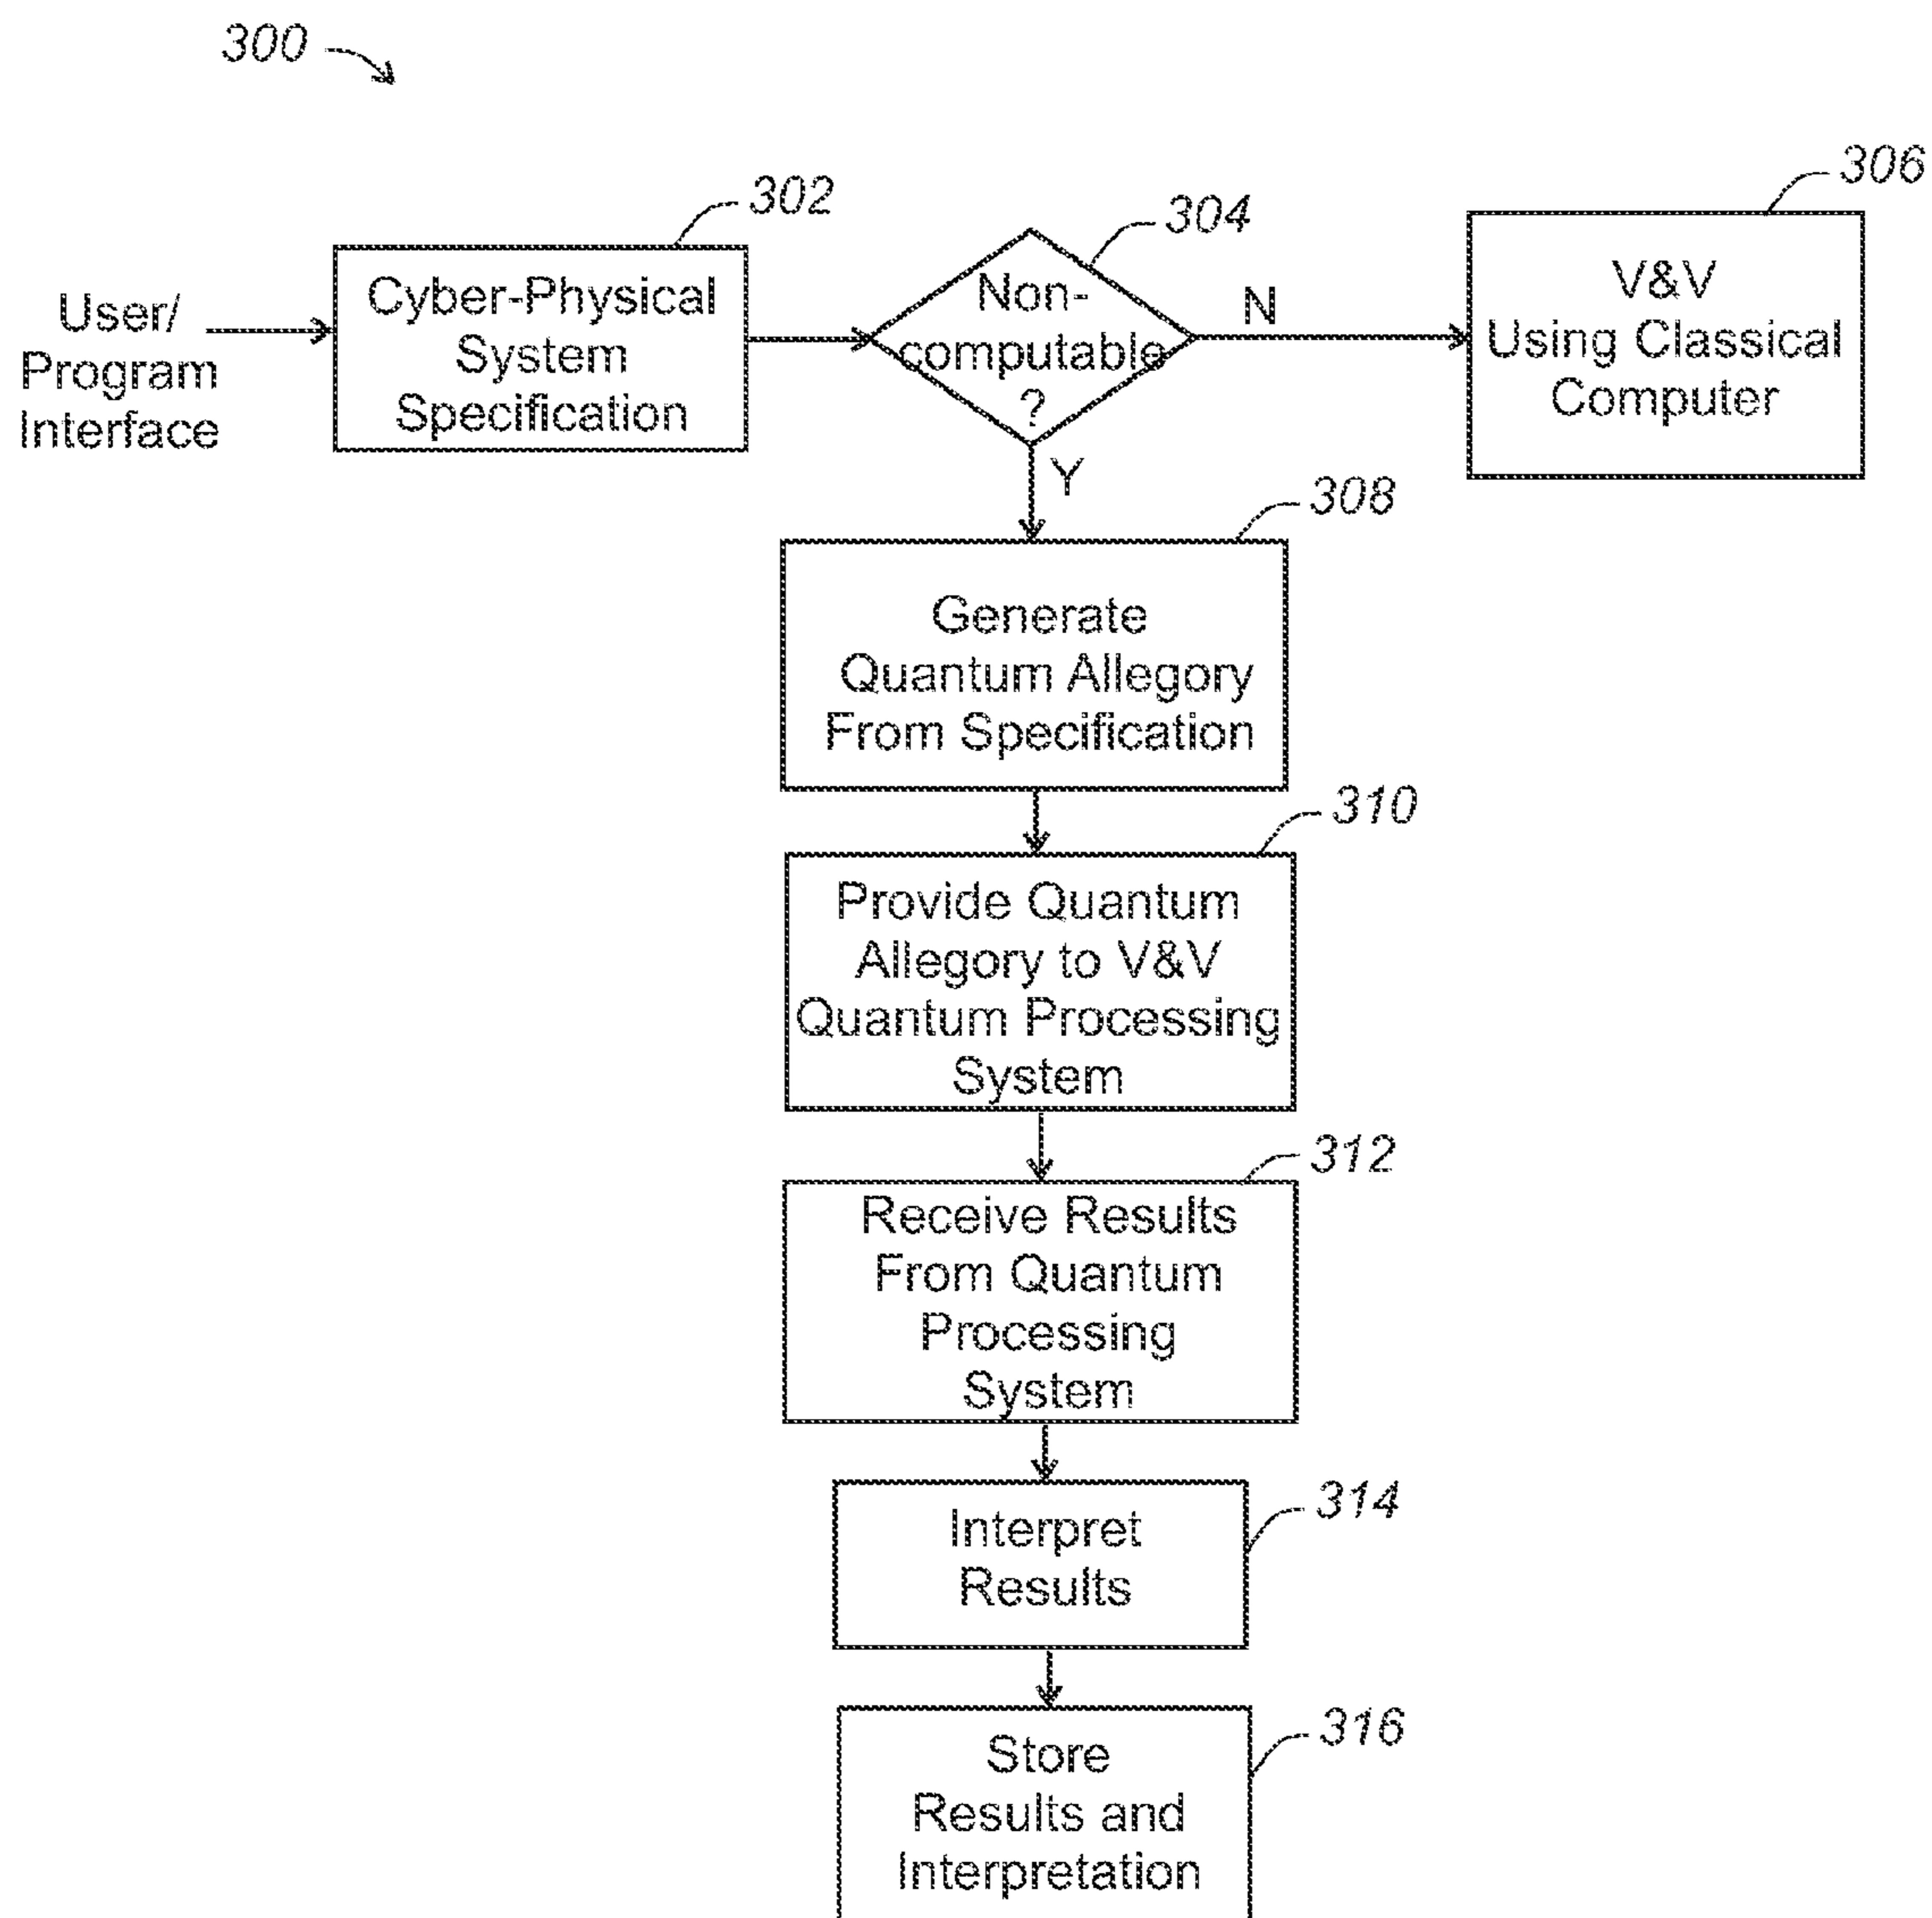 300
302
304
306
User/
Program
Interface
Cyber-Physical
System
Specification
Non-
computable
?
N
V&V
Using Classical
Computer
Y
308
Generate
Quantum Allegory
From Specification
310
Provide Quantum
Allegory to V&V
Quantum Processing
System
312
Receive Results
From Quantum
Processing
System
314
Interpret
Results
316
Store
Results and
Interpretation